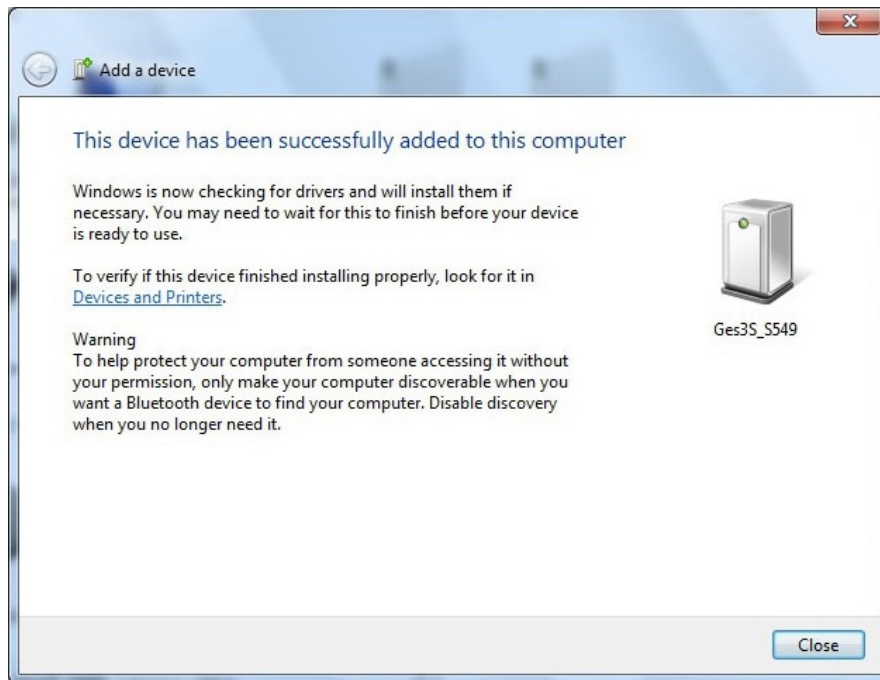 Add a device
This device has been successfully added to this computer
Windows is now checking for drivers and will install them if
necessary. You may need to wait for this to finish before your device
is ready to use.
To verify if this device finished installing properly, look for it in
Devices and Printers.
Ges3S_S549
Warning
To help protect your computer from someone accessing it without
your permission, only make your computer discoverable when you
want a Bluetooth device to find your computer. Disable discovery
when you no longer need it.
Close